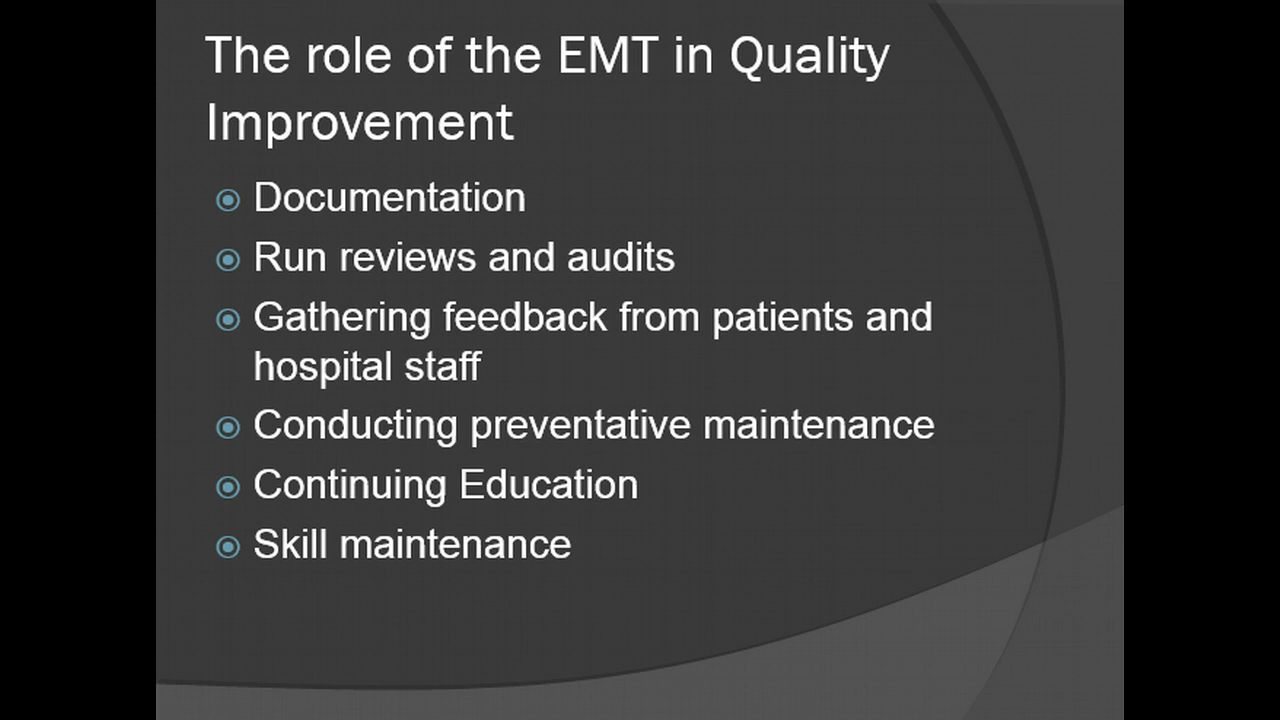 The role of the EMT in Quality
Improvement
Documentation
Run reviews and audits
Gathering feedback from patients and
hospital staff
Conducting preventative maintenance
Continuing Education
Skill maintenance